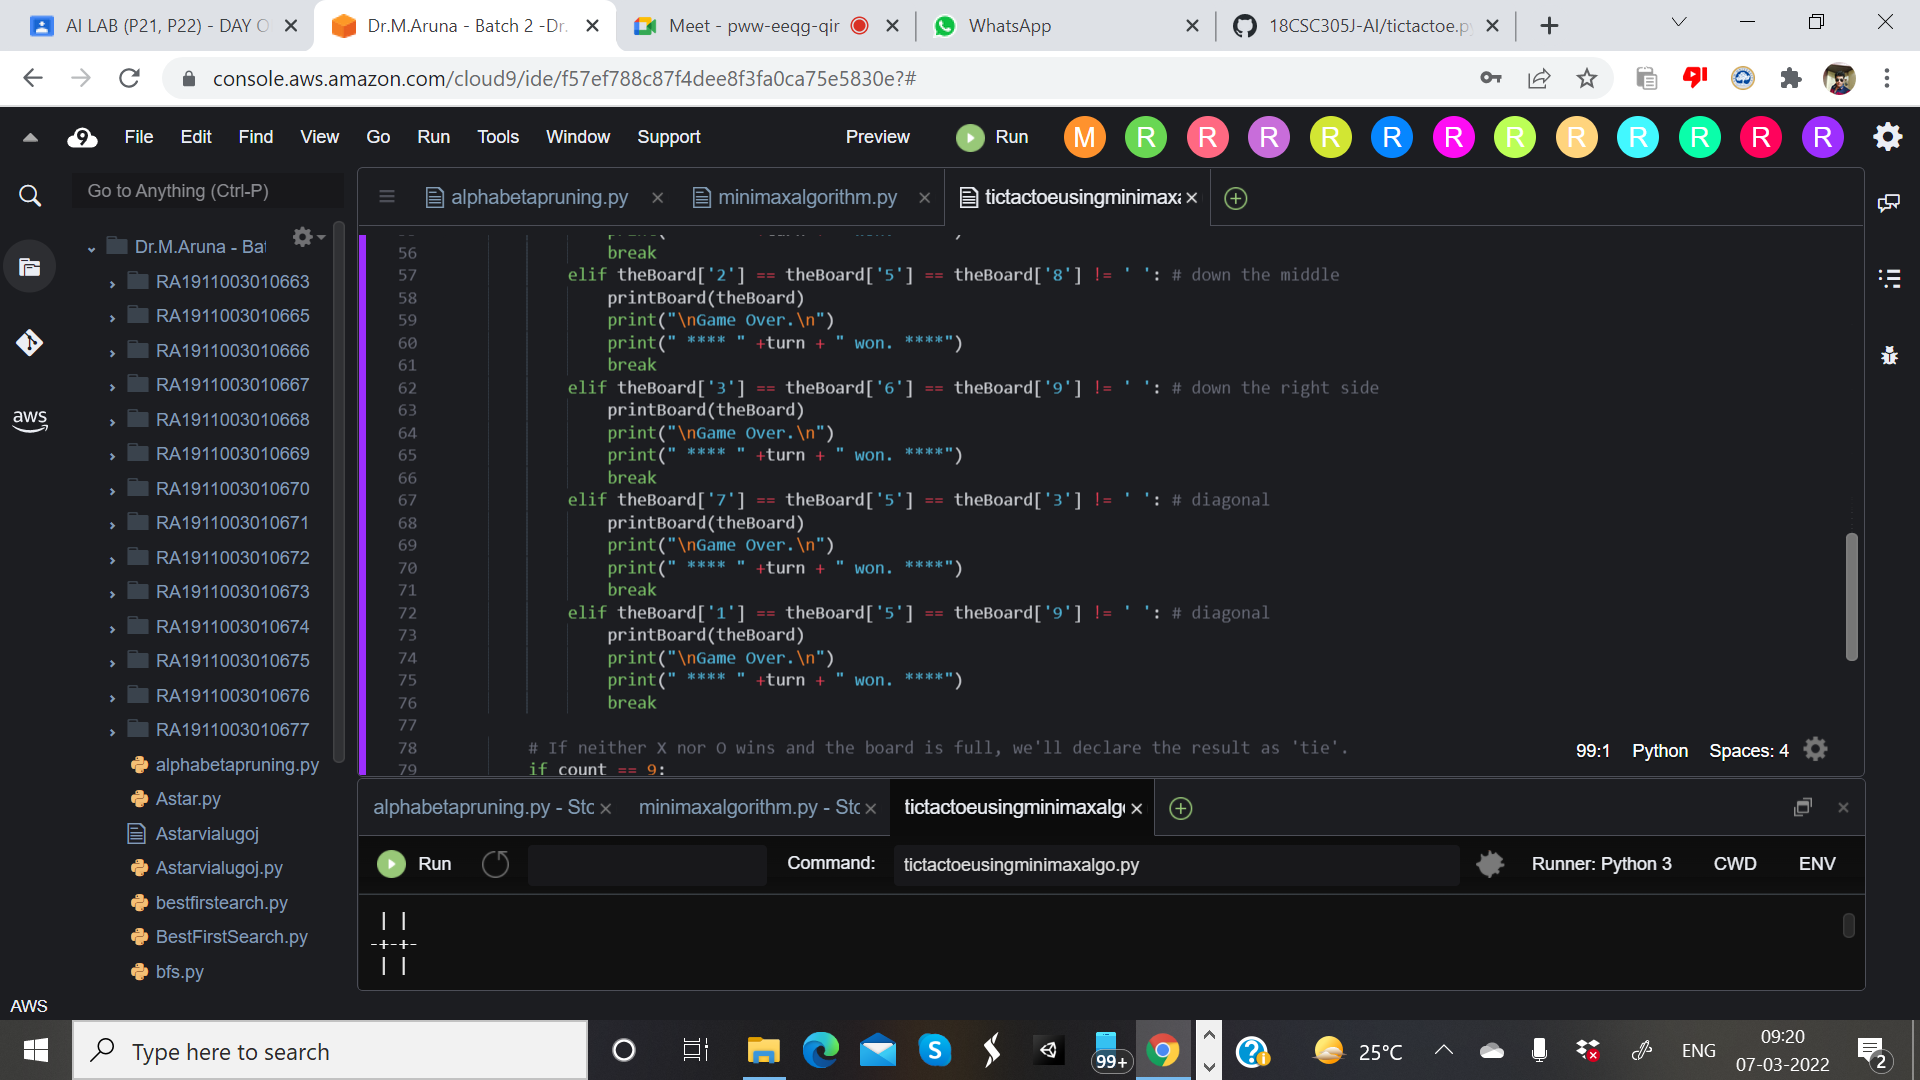 AI LAB (P21, P22) - DAY O
Dr.M.Aruna - Batch 2 -Dr.
Meet - pww-eeqg-qir
WhatsApp
18CSC305J-AI/tictactoe.py
console.aws.amazon.com/cloud9/ide/f57ef788c87f4dee8f3fa0ca75e5830e?#
9 File Edit Find View Go Run Tools Window Support Preview Run M R R R R R R R R R R R R
Go to Anything (Ctrl-P)
alphabetapruning.py
minimaxalgorithm.py
tictactoeusingminimaxa
Dr.M.Aruna - Bat
RA1911003010663
RA1911003010665
RA1911003010666
RA1911003010667
RA1911003010668
RA1911003010669
RA1911003010670
RA1911003010671
RA1911003010672
RA1911003010673
RA1911003010674
RA1911003010675
RA1911003010676
RA1911003010677
alphabetapruning.py
Astar.py
Astarvialugoj
Astarvialugoj.py
bestfirstearch.py
BestFirstSearch.py
bfs.py
aws
AWS
56 break
57 elif theBoard['2'] == theBoard['5'] == theBoard['8'] != ' ': # down the middle
58 printBoard(theBoard)
59 print("\nGame Over.\n")
60 print(" **** " +turn + " won. ****")
61 break
62 elif theBoard['3'] == theBoard['6'] == theBoard['9'] != ' ': # down the right side
63 printBoard(theBoard)
64 print("\nGame Over.\n")
65 print(" **** " +turn + " won. ****")
66 break
67 elif theBoard['7'] == theBoard['5'] == theBoard['3'] != ' ': # diagonal
68 printBoard(theBoard)
69 print("\nGame Over.\n")
70 print(" **** " +turn + " won. ****")
71 break
72 elif theBoard['1'] == theBoard['5'] == theBoard['9'] != ' ': # diagonal
73 printBoard(theBoard)
74 print("\nGame Over.\n")
75 print(" **** " +turn + " won. ****")
76 break
77
78 # If neither X nor O wins and the board is full, we'll declare the result as 'tie'.
79 if count == 9:
99:1 Python Spaces: 4
alphabetapruning.py - Stc
minimaxalgorithm.py - Stc
tictactoeusingminimaxalg
Run Command: tictactoeusingminimaxalgo.py Runner: Python 3 CWD ENV
| |
-+-+-
| |
Type here to search
99+
25°C
ENG
09:20
07-03-2022
2